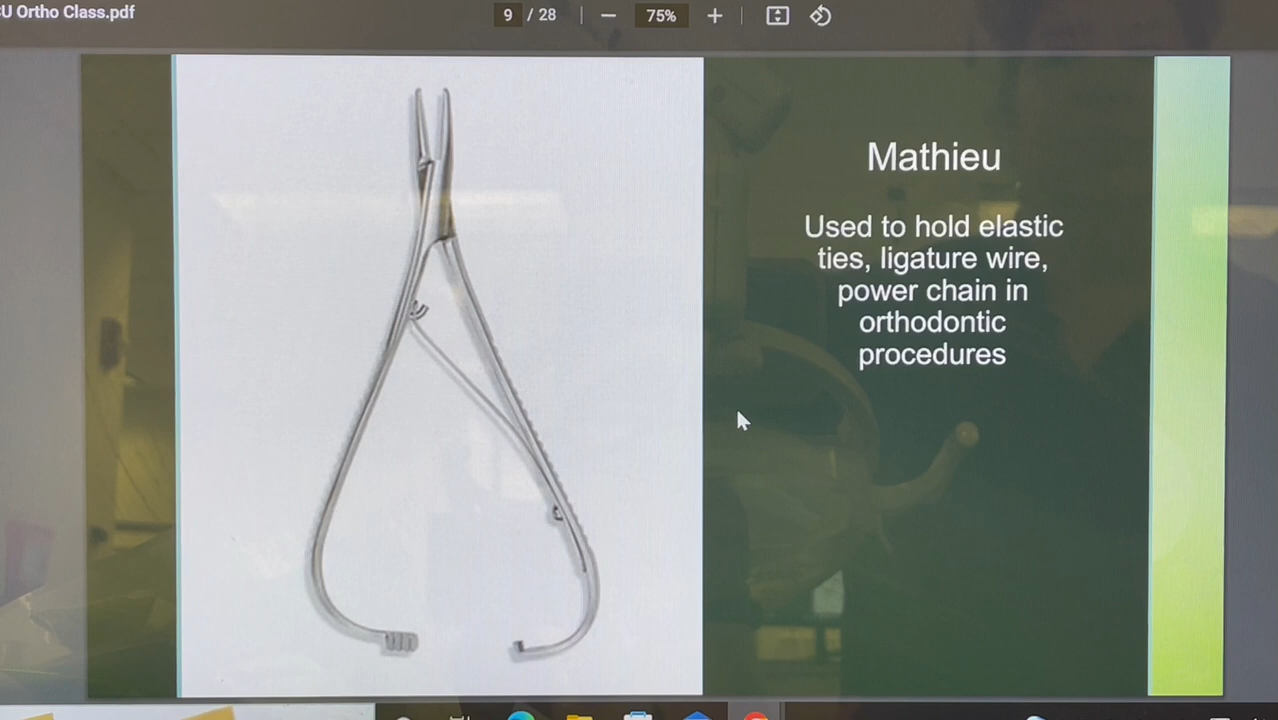 U Ortho Class.pdf
9 / 28
75%
Mathieu
Used to hold elastic
ties, ligature wire,
power chain in
orthodontic
procedures